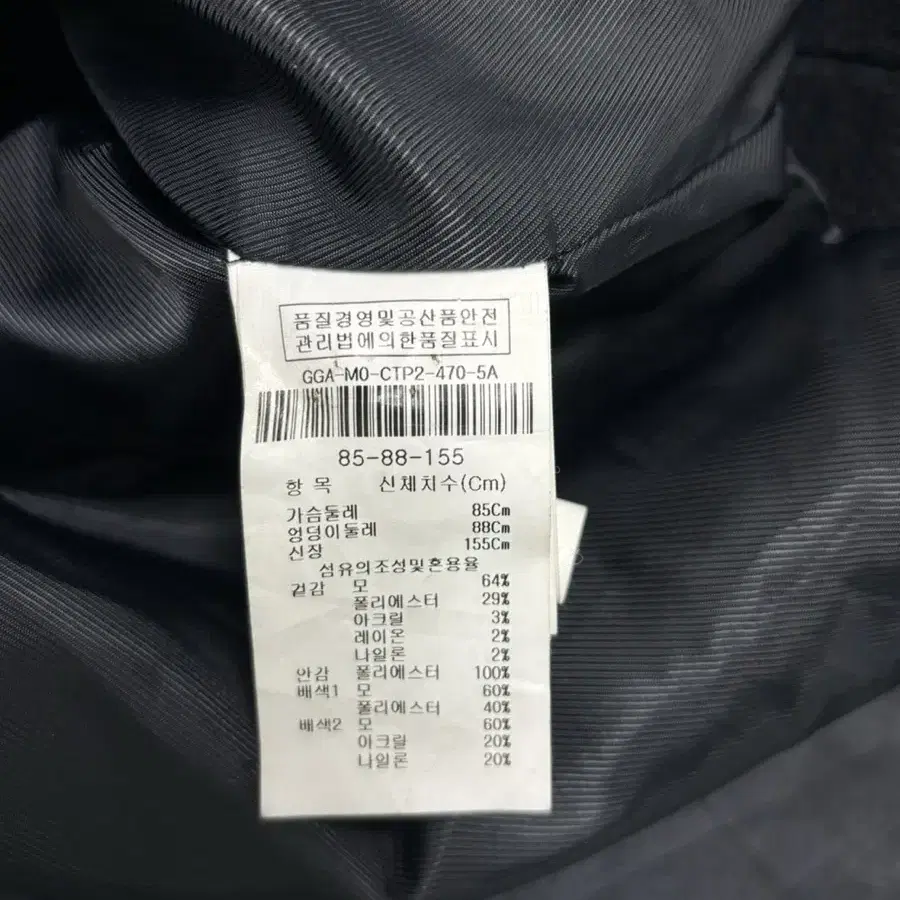 품질경영및공산품안전
관리법에의한품질표시
GGA-MO-CTP2-470-5A
85-88-155
항 목 신체치수(Cm)
가슴둘레 85Cm
엉덩이둘레 88Cm
신장 155Cm
섬유의조성및혼용율
겉감 모 64%
폴리에스터 29%
아크릴 3%
레이온 2%
나일론 2%
안감 폴리에스터 100%
배색1 모 60%
폴리에스터 40%
배색2 모 60%
아크릴 20%
나일론 20%